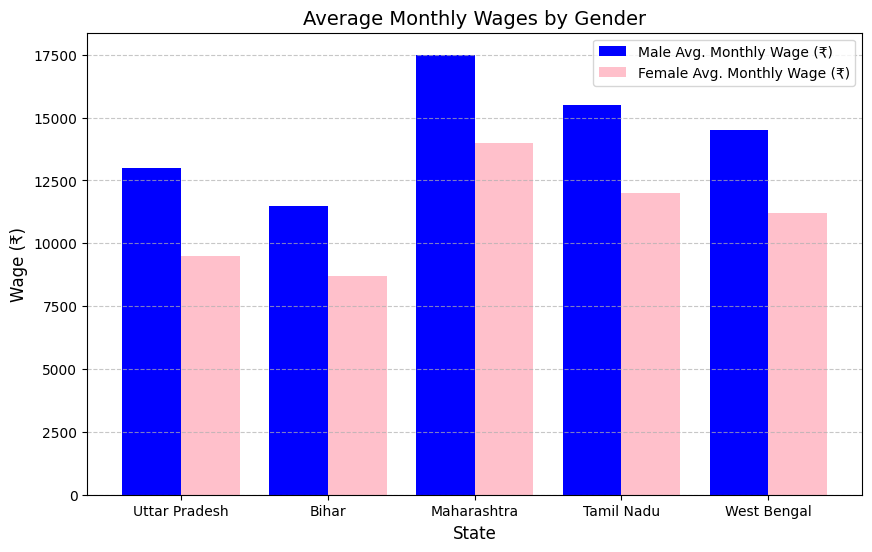 Average Monthly Wages by Gender
Male Avg. Monthly Wage (₹)
Female Avg. Monthly Wage (₹)
Wage (₹)
17500
15000
12500
10000
7500
5000
2500
0
Uttar Pradesh
Bihar
Maharashtra
Tamil Nadu
West Bengal
State